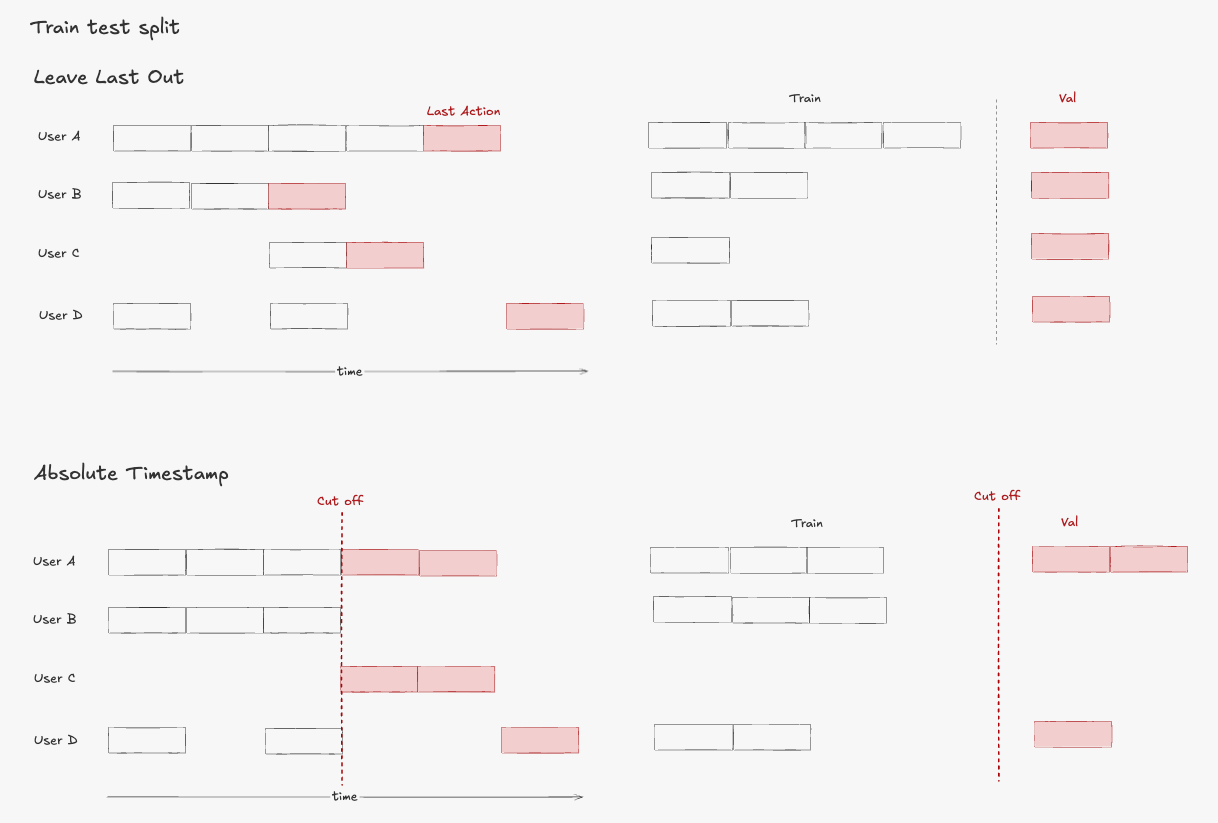 Train test split
Leave Last Out
Last Action
User A
User B
User C
User D
time
Train
Val
Absolute Timestamp
Cut off
User A
User B
User C
User D
time
Cut off
Train
Val